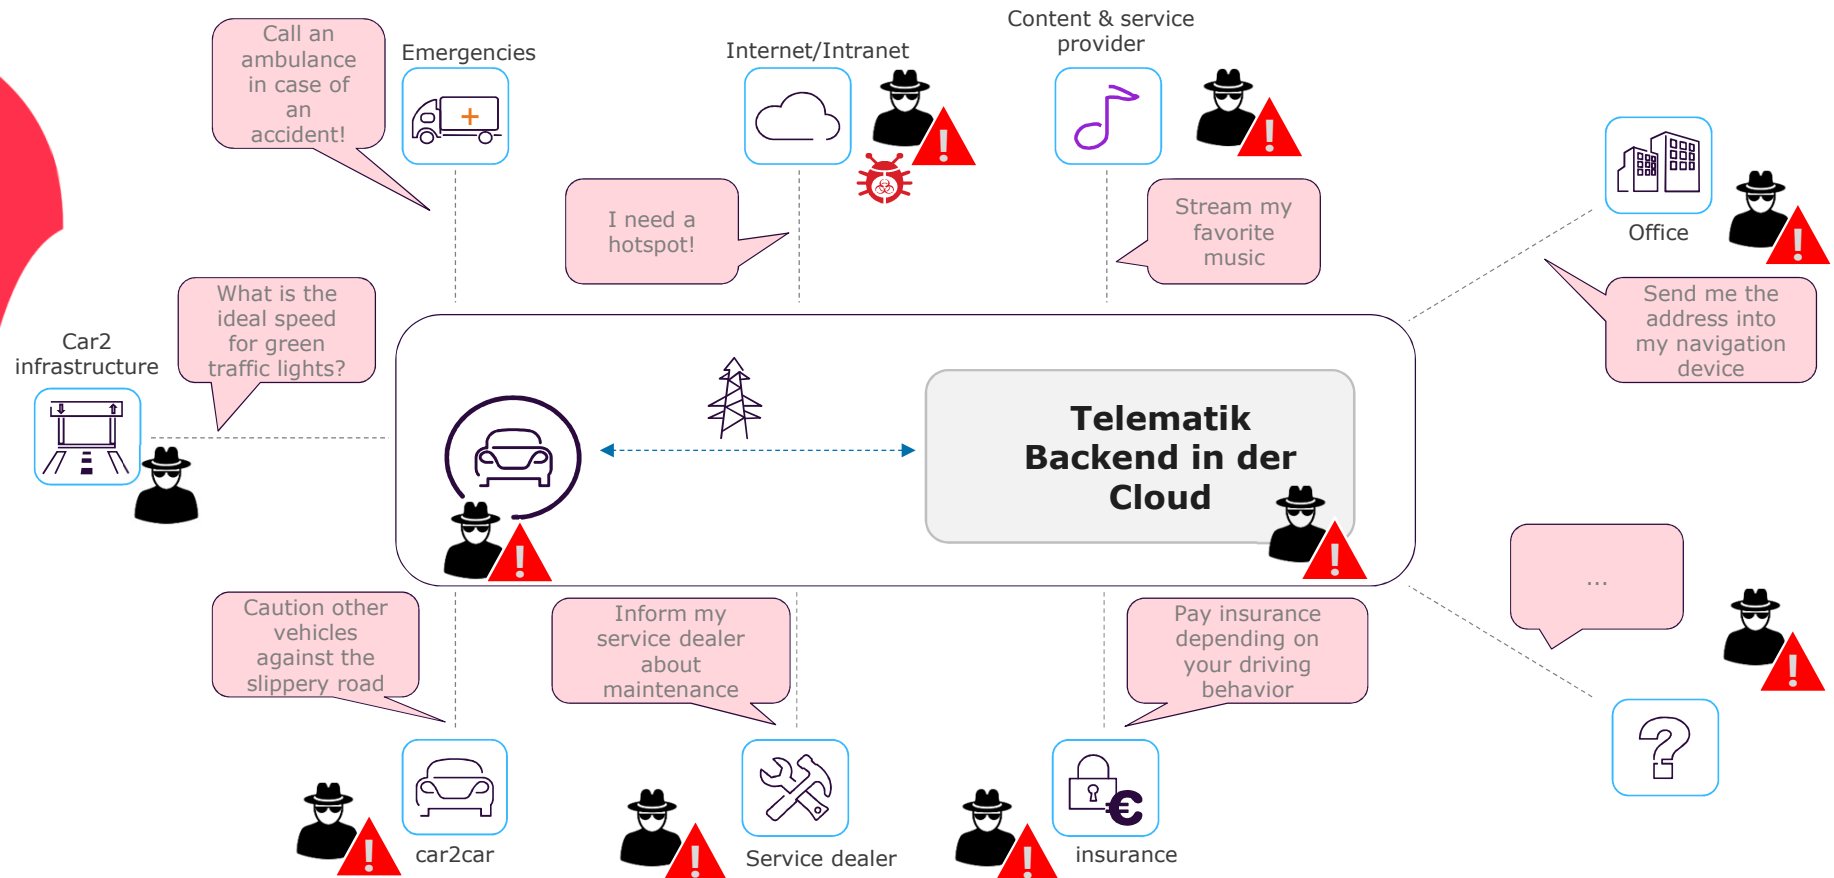 Call an
ambulance
in case of
an
accident!
Emergencies
Internet/Intranet
Content & service
provider
I need a
hotspot!
Stream my
favorite
music
Office
Send me the
address into
my navigation
device
What is the
ideal speed
for green
traffic lights?
Car2
infrastructure
Telematik
Backend in der
Cloud
Caution other
vehicles
against the
slippery road
Inform my
service dealer
about
maintenance
Pay insurance
depending on
your driving
behavior
...
car2car
Service dealer
insurance